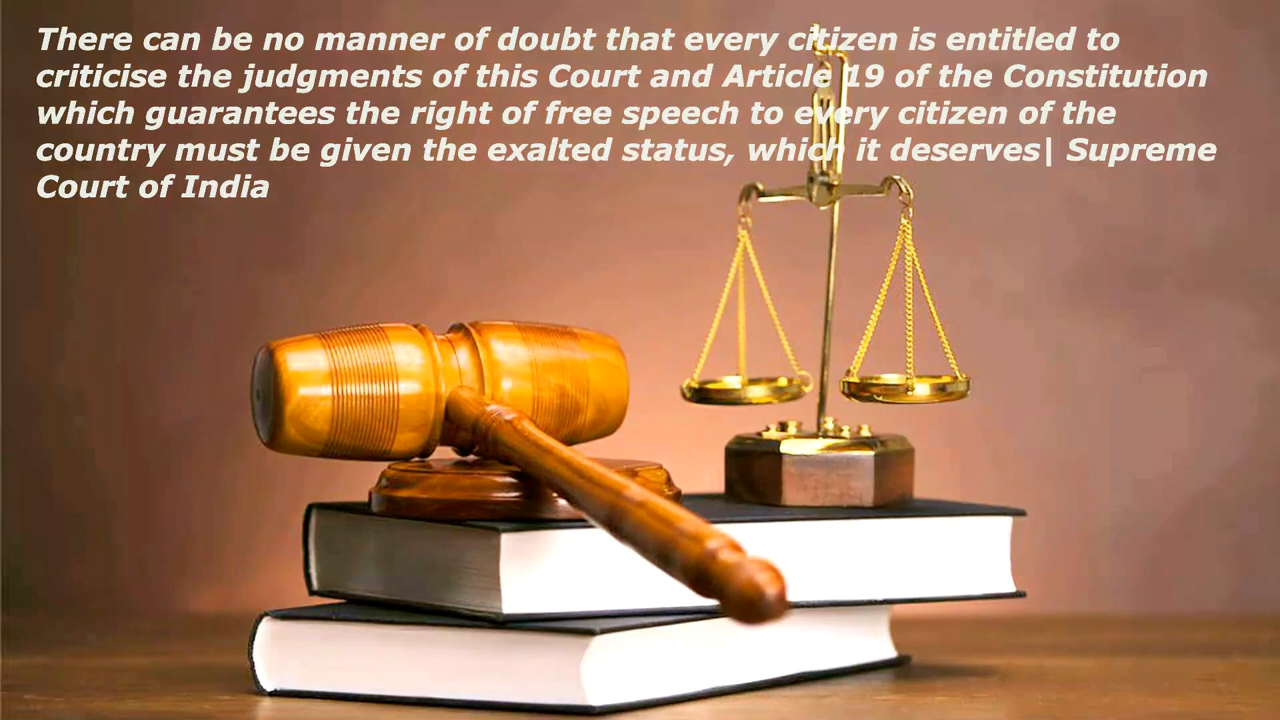 There can be no manner of doubt that every citizen is entitled to
criticise the judgments of this Court and Article 19 of the Constitution
which guarantees the right of free speech to every citizen of the
country must be given the exalted status, which it deserves| Supreme
Court of India